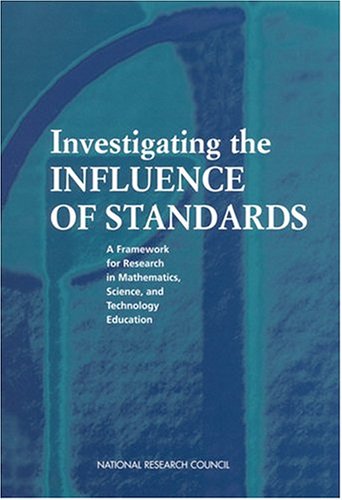 Investigating the
INFLUENCE
OF STANDARDS
A Framework
for Research
in Mathematics,
Science, and
Technology
Education
NATIONAL RESEARCH COUNCIL